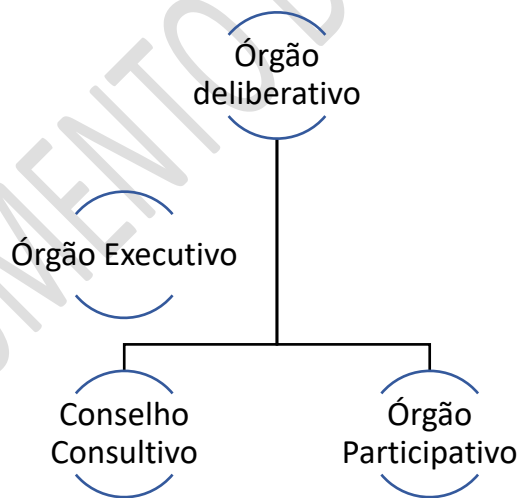 Órgão
deliberativo
Órgão Executivo
Conselho
Consultivo
Órgão
Participativo